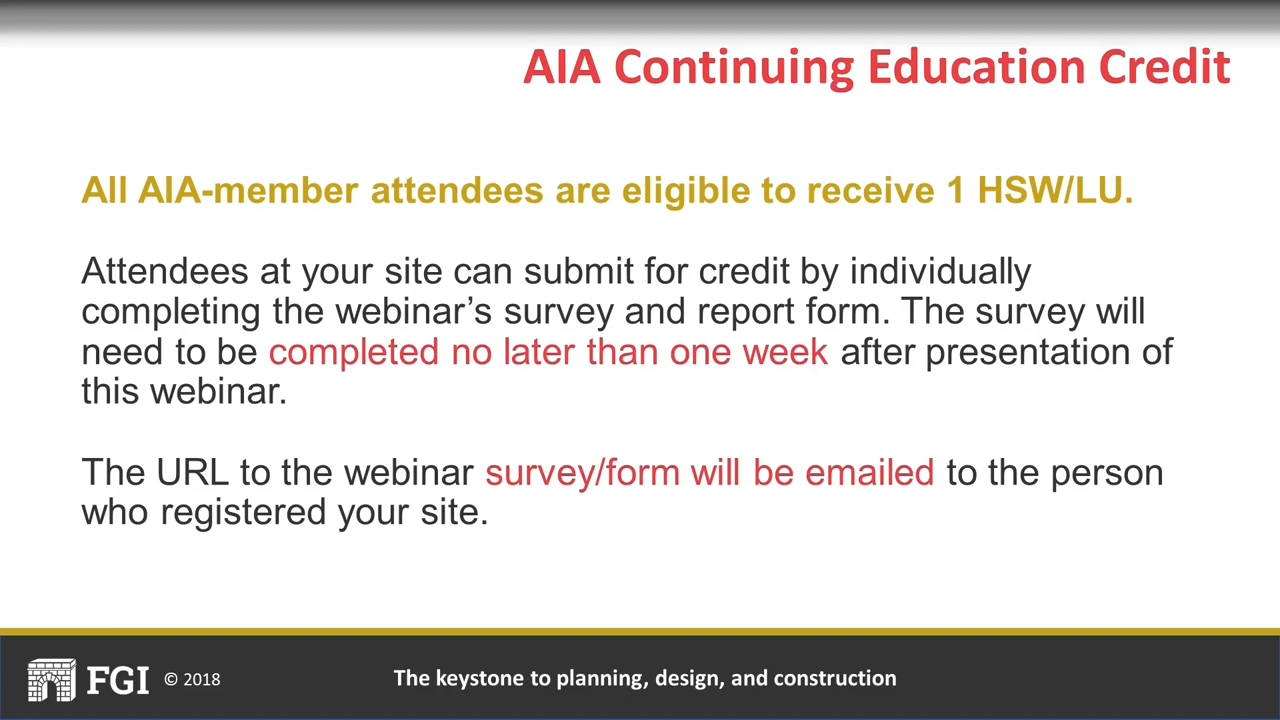 AIA Continuing Education Credit
All AIA-member attendees are eligible to receive 1 HSW/LU.
Attendees at your site can submit for credit by individually
completing the webinar’s survey and report form. The survey will
need to be completed no later than one week after presentation of
this webinar.
The URL to the webinar survey/form will be emailed to the person
who registered your site.
FGI © 2018 The keystone to planning, design, and construction